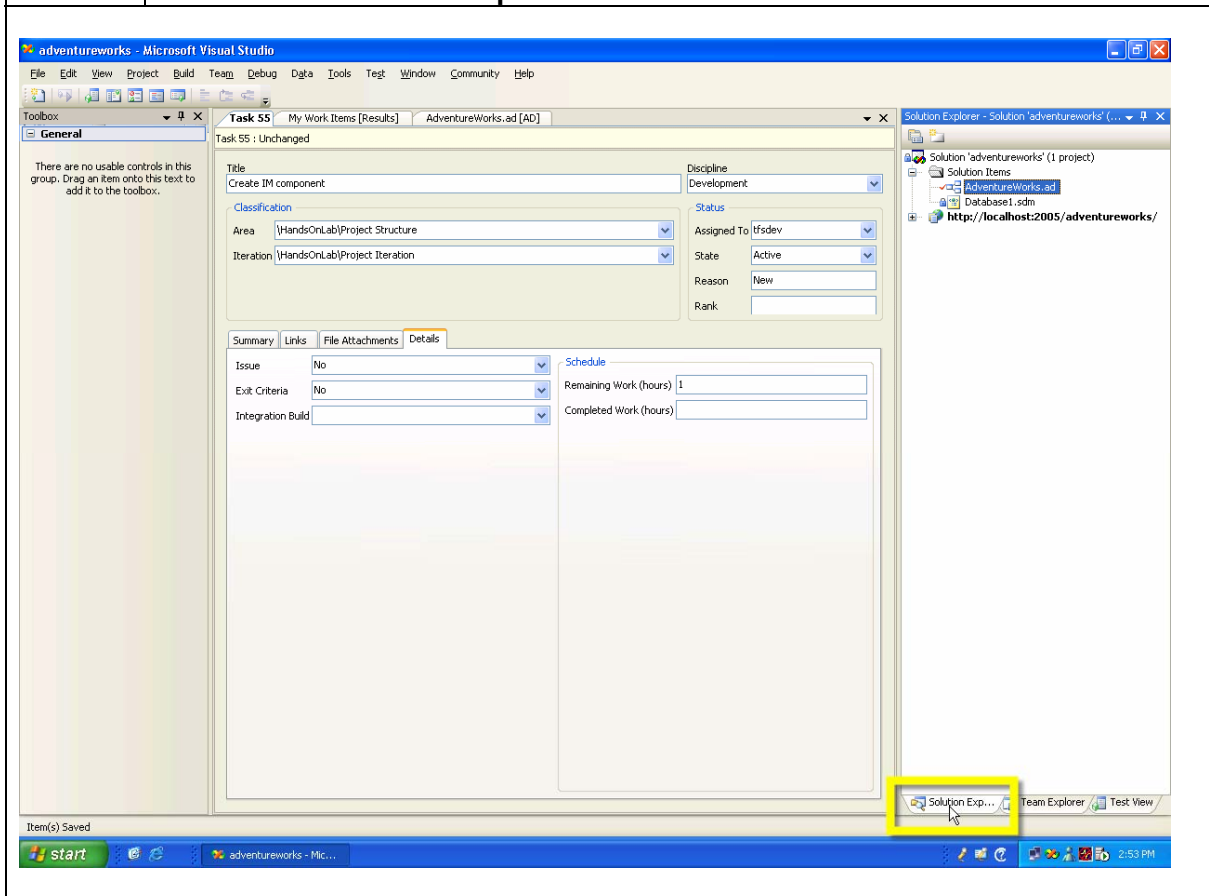 adventureworks - Microsoft Visual Studio
File Edit View Project Build Team Debug Data Tools Test Window Community Help
Toolbox
General
There are no usable controls in this
group. Drag an item onto this text to
add it to the toolbox.
Task 55 My Work Items [Results] AdventureWorks.ad [AD]
Task 55 : Unchanged
Title
Create IM component
Discipline
Development
Classification
Area \HandsOnLab\Project Structure
Iteration \HandsOnLab\Project Iteration
Status
Assigned To tfsdev
State Active
Reason New
Rank
Summary Links File Attachments Details
Issue No
Exit Criteria No
Integration Build
Schedule
Remaining Work (hours) 1
Completed Work (hours)
Solution Explorer - Solution 'adventureworks' (...
Solution 'adventureworks' (1 project)
Solution Items
AdventureWorks.ad
Database1.sdm
http://localhost:2005/adventureworks/
Solution Exp... Team Explorer Test View
Item(s) Saved
start adventureworks - Mic... 2:53 PM